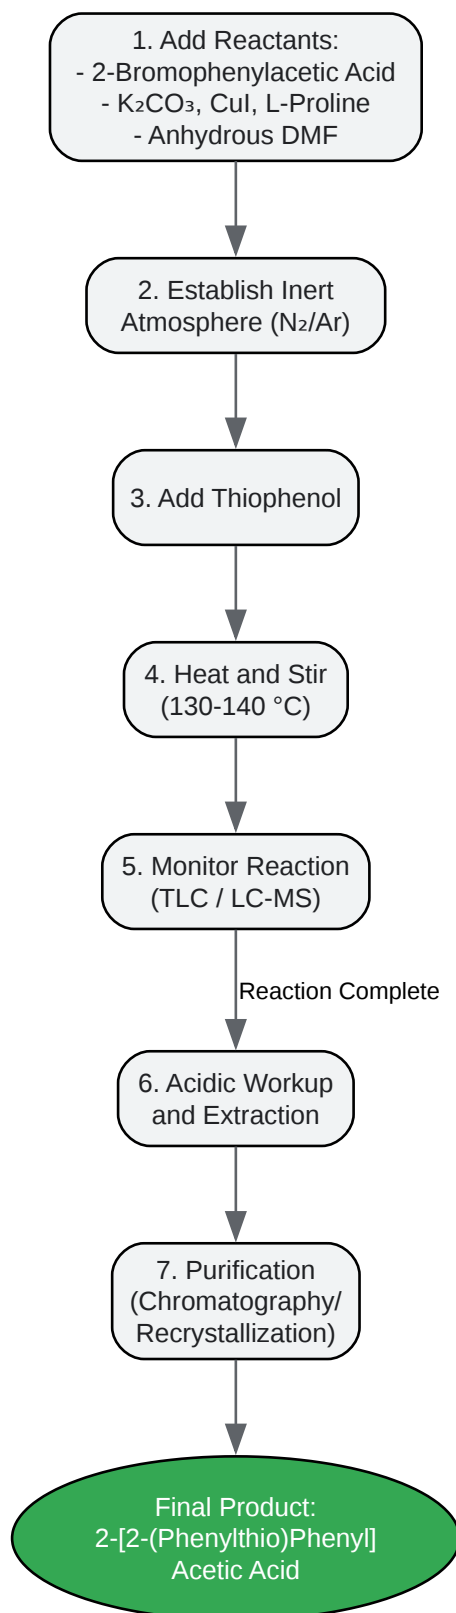 1. Add Reactants:
- 2-Bromophenylacetic Acid
- K₂CO₃, CuI, L-Proline
- Anhydrous DMF
2. Establish Inert
Atmosphere (N₂/Ar)
3. Add Thiophenol
4. Heat and Stir
(130-140 °C)
5. Monitor Reaction
(TLC / LC-MS)
Reaction Complete
6. Acidic Workup
and Extraction
7. Purification
(Chromatography/
Recrystallization)
Final Product:
2-[2-(Phenylthio)Phenyl]
Acetic Acid